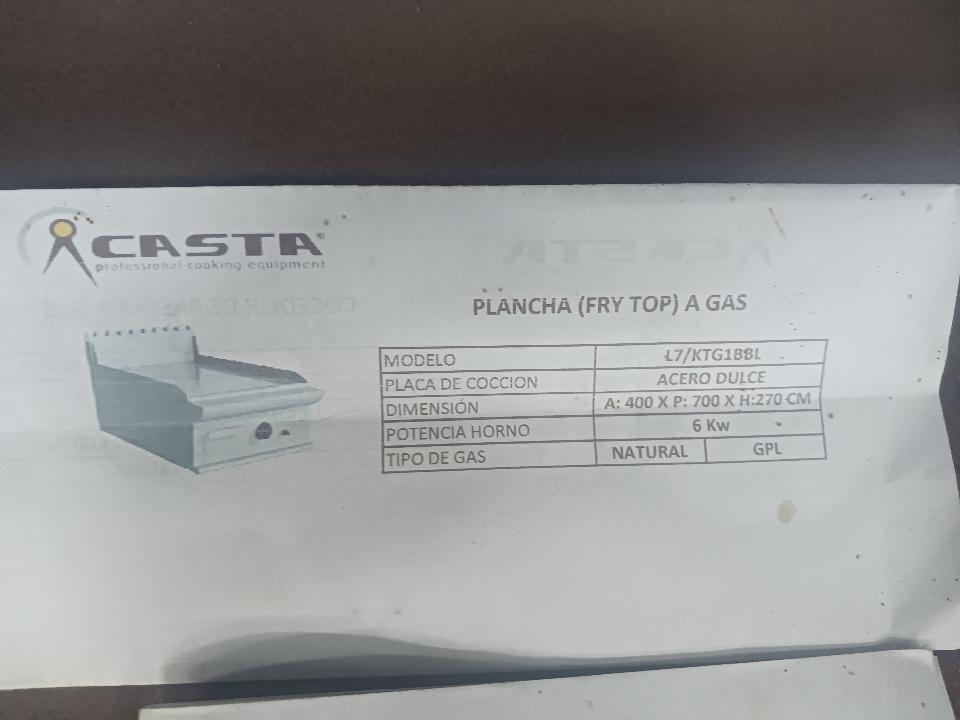 CASTA®
professional cooking equipment
PLANCHA (FRY TOP) A GAS
MODELO L7/KTG1BBL
PLACA DE COCCION ACERO DULCE
DIMENSIÓN A: 400 X P: 700 X H:270 CM
POTENCIA HORNO 6 Kw
TIPO DE GAS NATURAL GPL